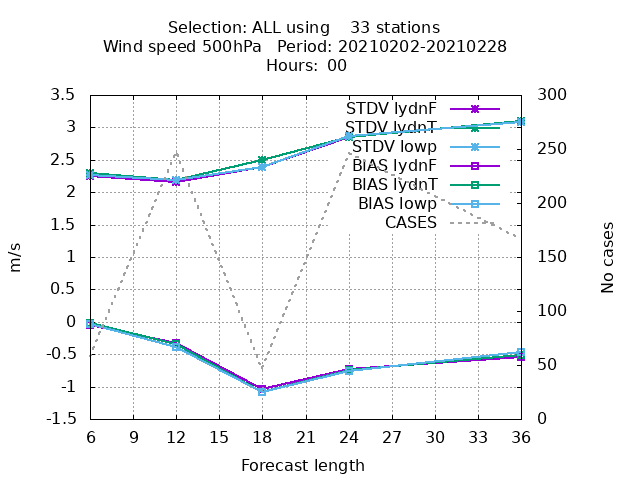 Selection: ALL using    33 stations
Wind speed 500hPa   Period: 20210202-20210228
Hours: 00
3.5
3
2.5
2
1.5
1
0.5
0
-0.5
-1
-1.5
m/s
300
250
200
150
100
50
0
No cases
STDV lydnF
STDV lydnT
STDV lowp
BIAS lydnF
BIAS lydnT
BIAS lowp
CASES
6 9 12 15 18 21 24 27 30 33 36
Forecast length